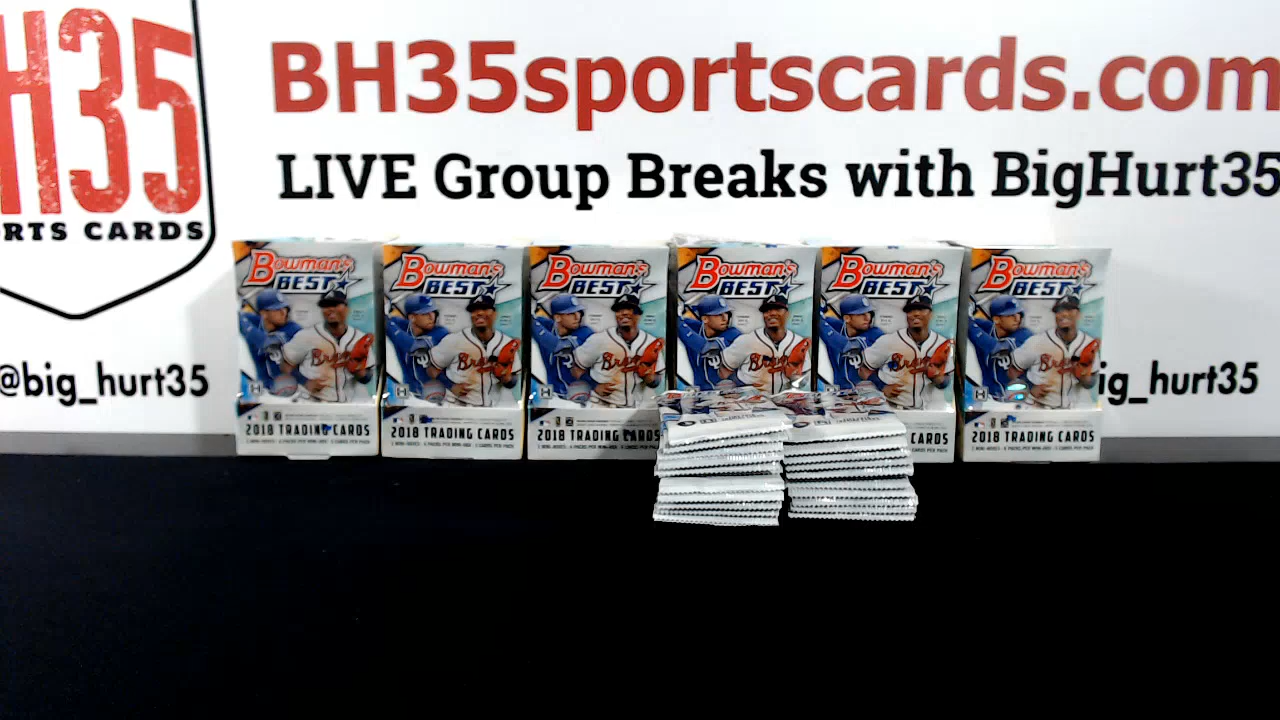 BH35sportscards.com
LIVE Group Breaks with BigHurt35
H35
RTS CARDS
@big_hurt35
ig_hurt35
Bowman's BEST
Bowman's BEST
Bowman's BEST
Bowman's BEST
Bowman's BEST
Bowman's BEST
2018 TRADING CARDS
2018 TRADING CARDS
2018 TRADING CARDS
CARDS
2018 TRADING CARDS